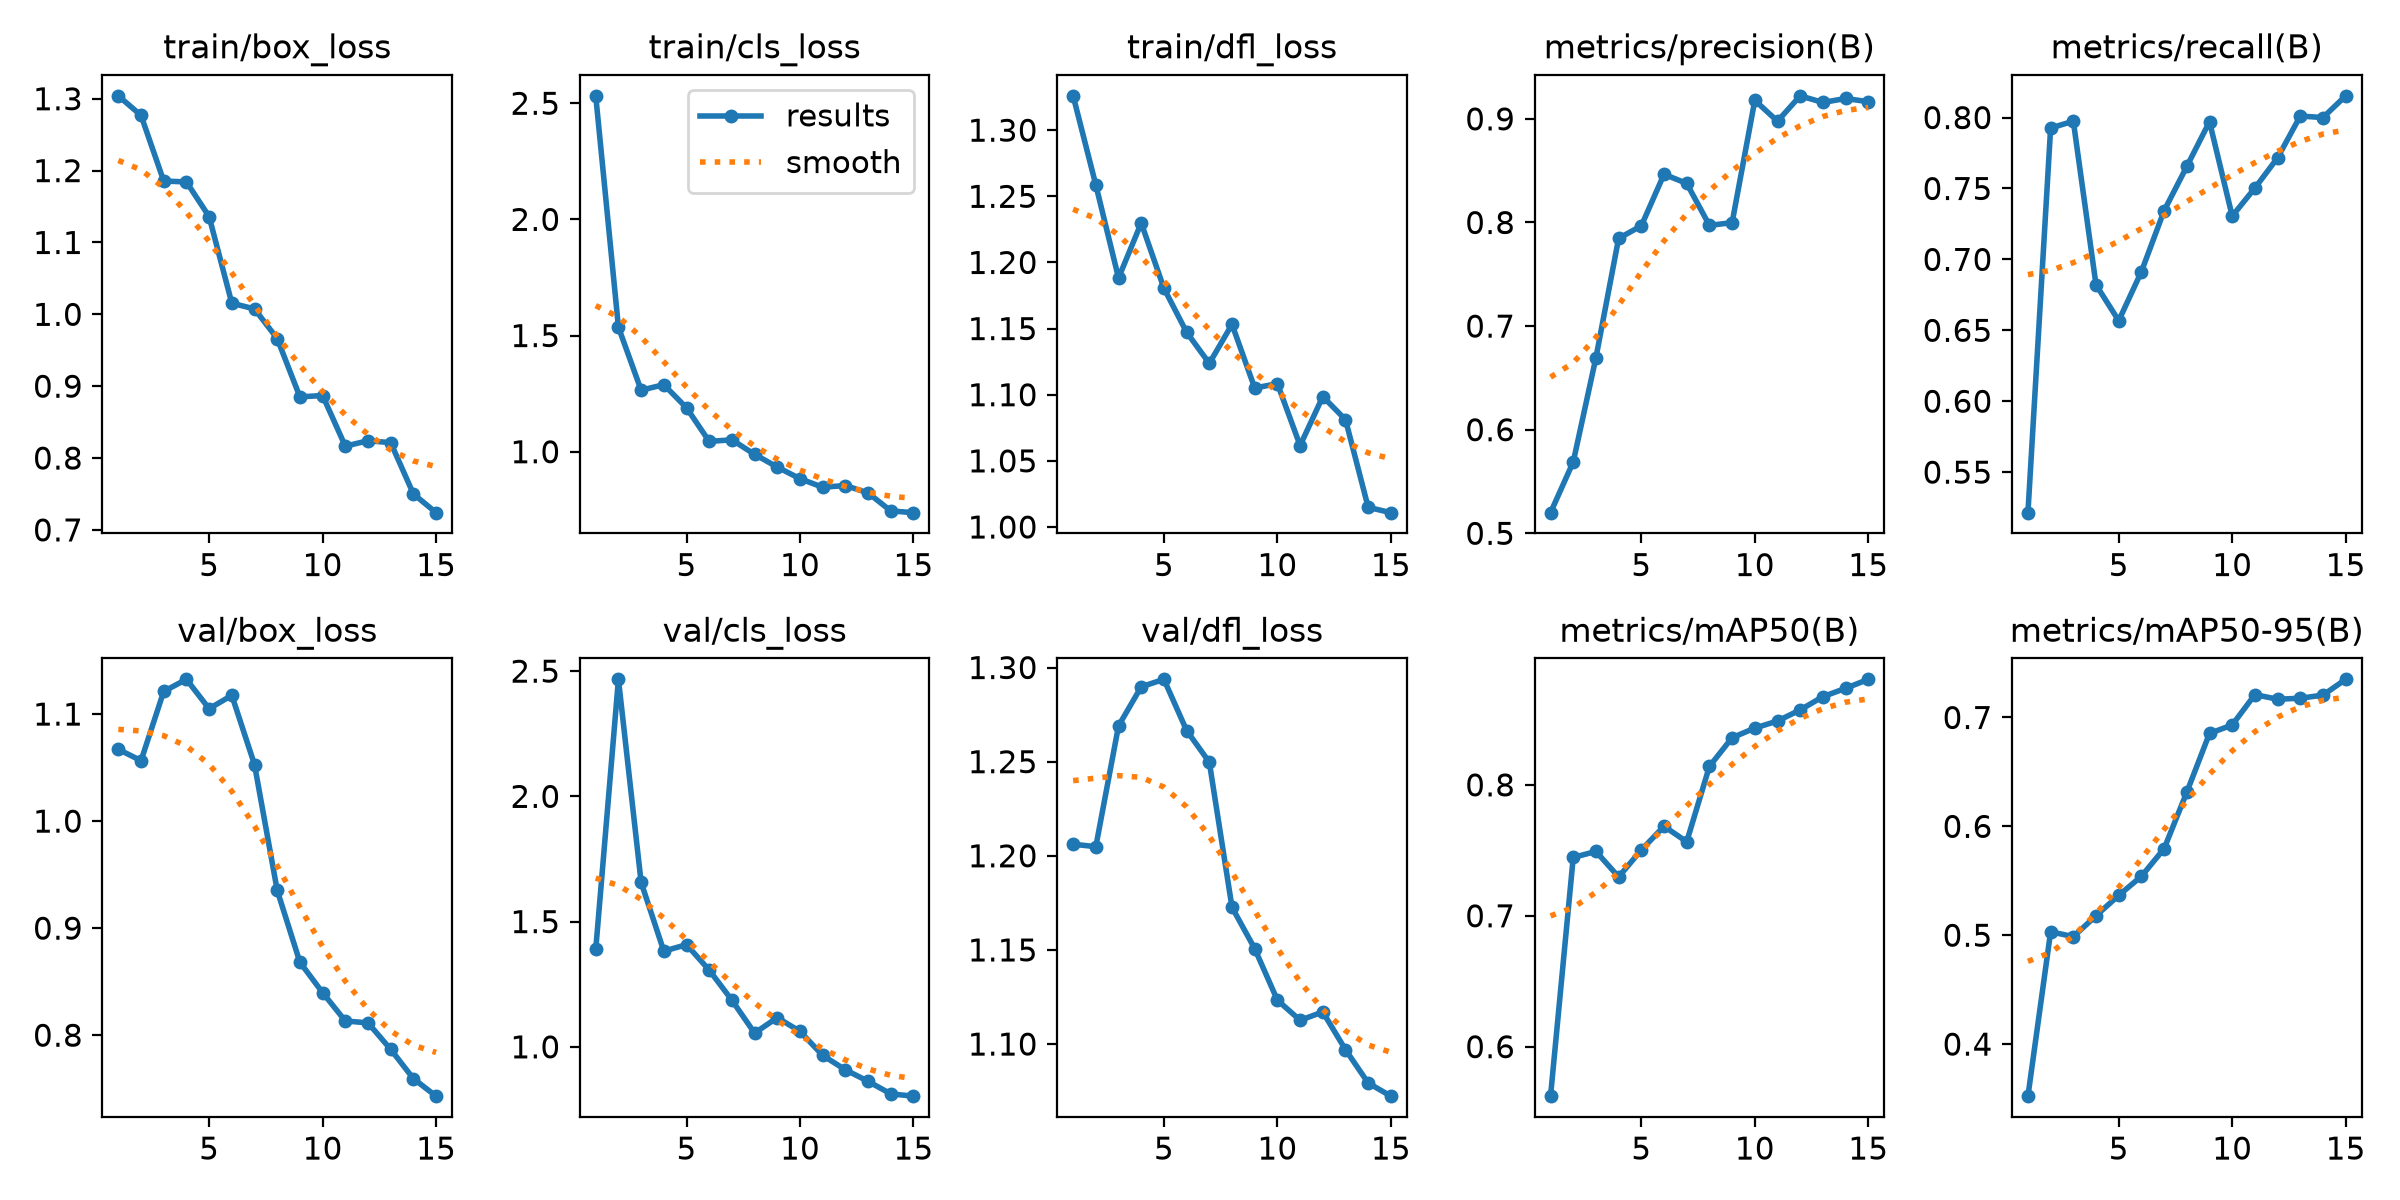 train/box_loss
1.3
1.2
1.1
1.0
0.9
0.8
0.7
5 10 15
train/cls_loss
results
smooth
2.5
2.0
1.5
1.0
5 10 15
train/dfl_loss
1.30
1.25
1.20
1.15
1.10
1.05
1.00
5 10 15
metrics/precision(B)
0.9
0.8
0.7
0.6
0.5
5 10 15
metrics/recall(B)
0.80
0.75
0.70
0.65
0.60
0.55
5 10 15
val/box_loss
1.1
1.0
0.9
0.8
5 10 15
val/cls_loss
2.5
2.0
1.5
1.0
5 10 15
val/dfl_loss
1.30
1.25
1.20
1.15
1.10
5 10 15
metrics/mAP50(B)
0.8
0.7
0.6
5 10 15
metrics/mAP50-95(B)
0.7
0.6
0.5
0.4
5 10 15